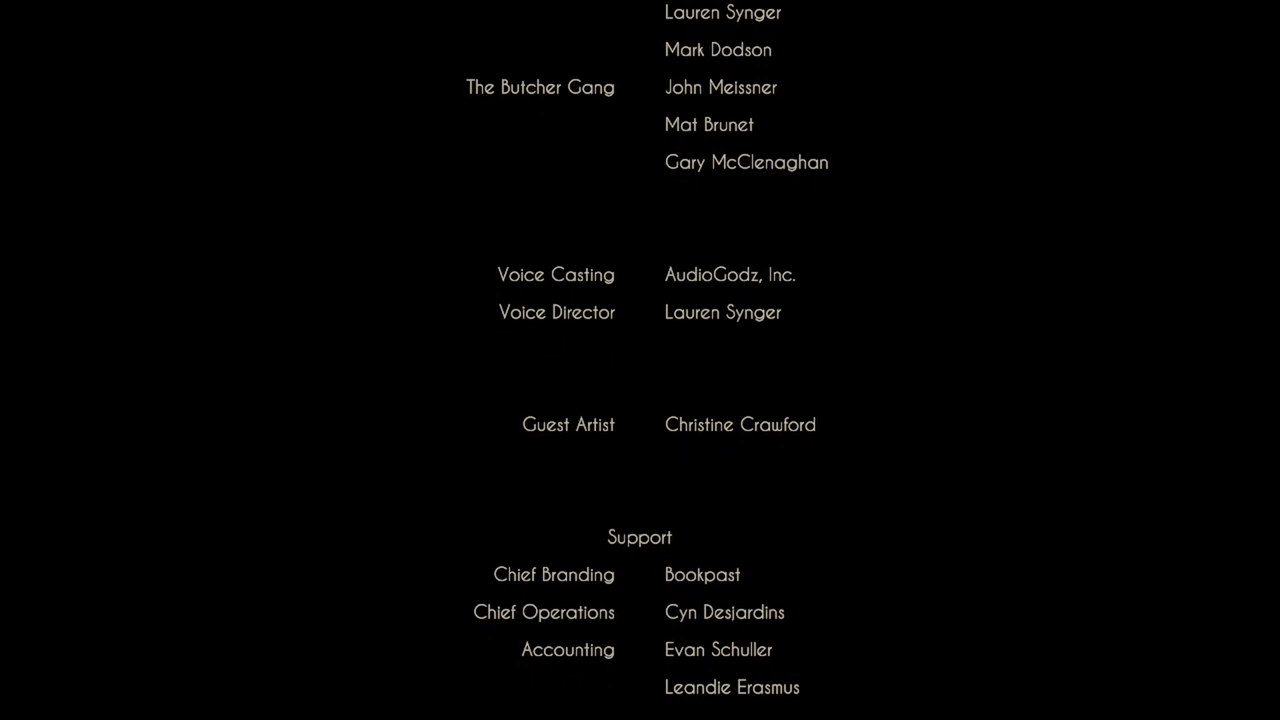 Lauren Synger
Mark Dodson
The Butcher Gang John Meissner
Mat Brunet
Gary McClenaghan
Voice Casting AudioGodz, Inc.
Voice Director Lauren Synger
Guest Artist Christine Crawford
Support
Chief Branding Bookpast
Chief Operations Cyn Desjardins
Accounting Evan Schuller
Leandie Erasmus